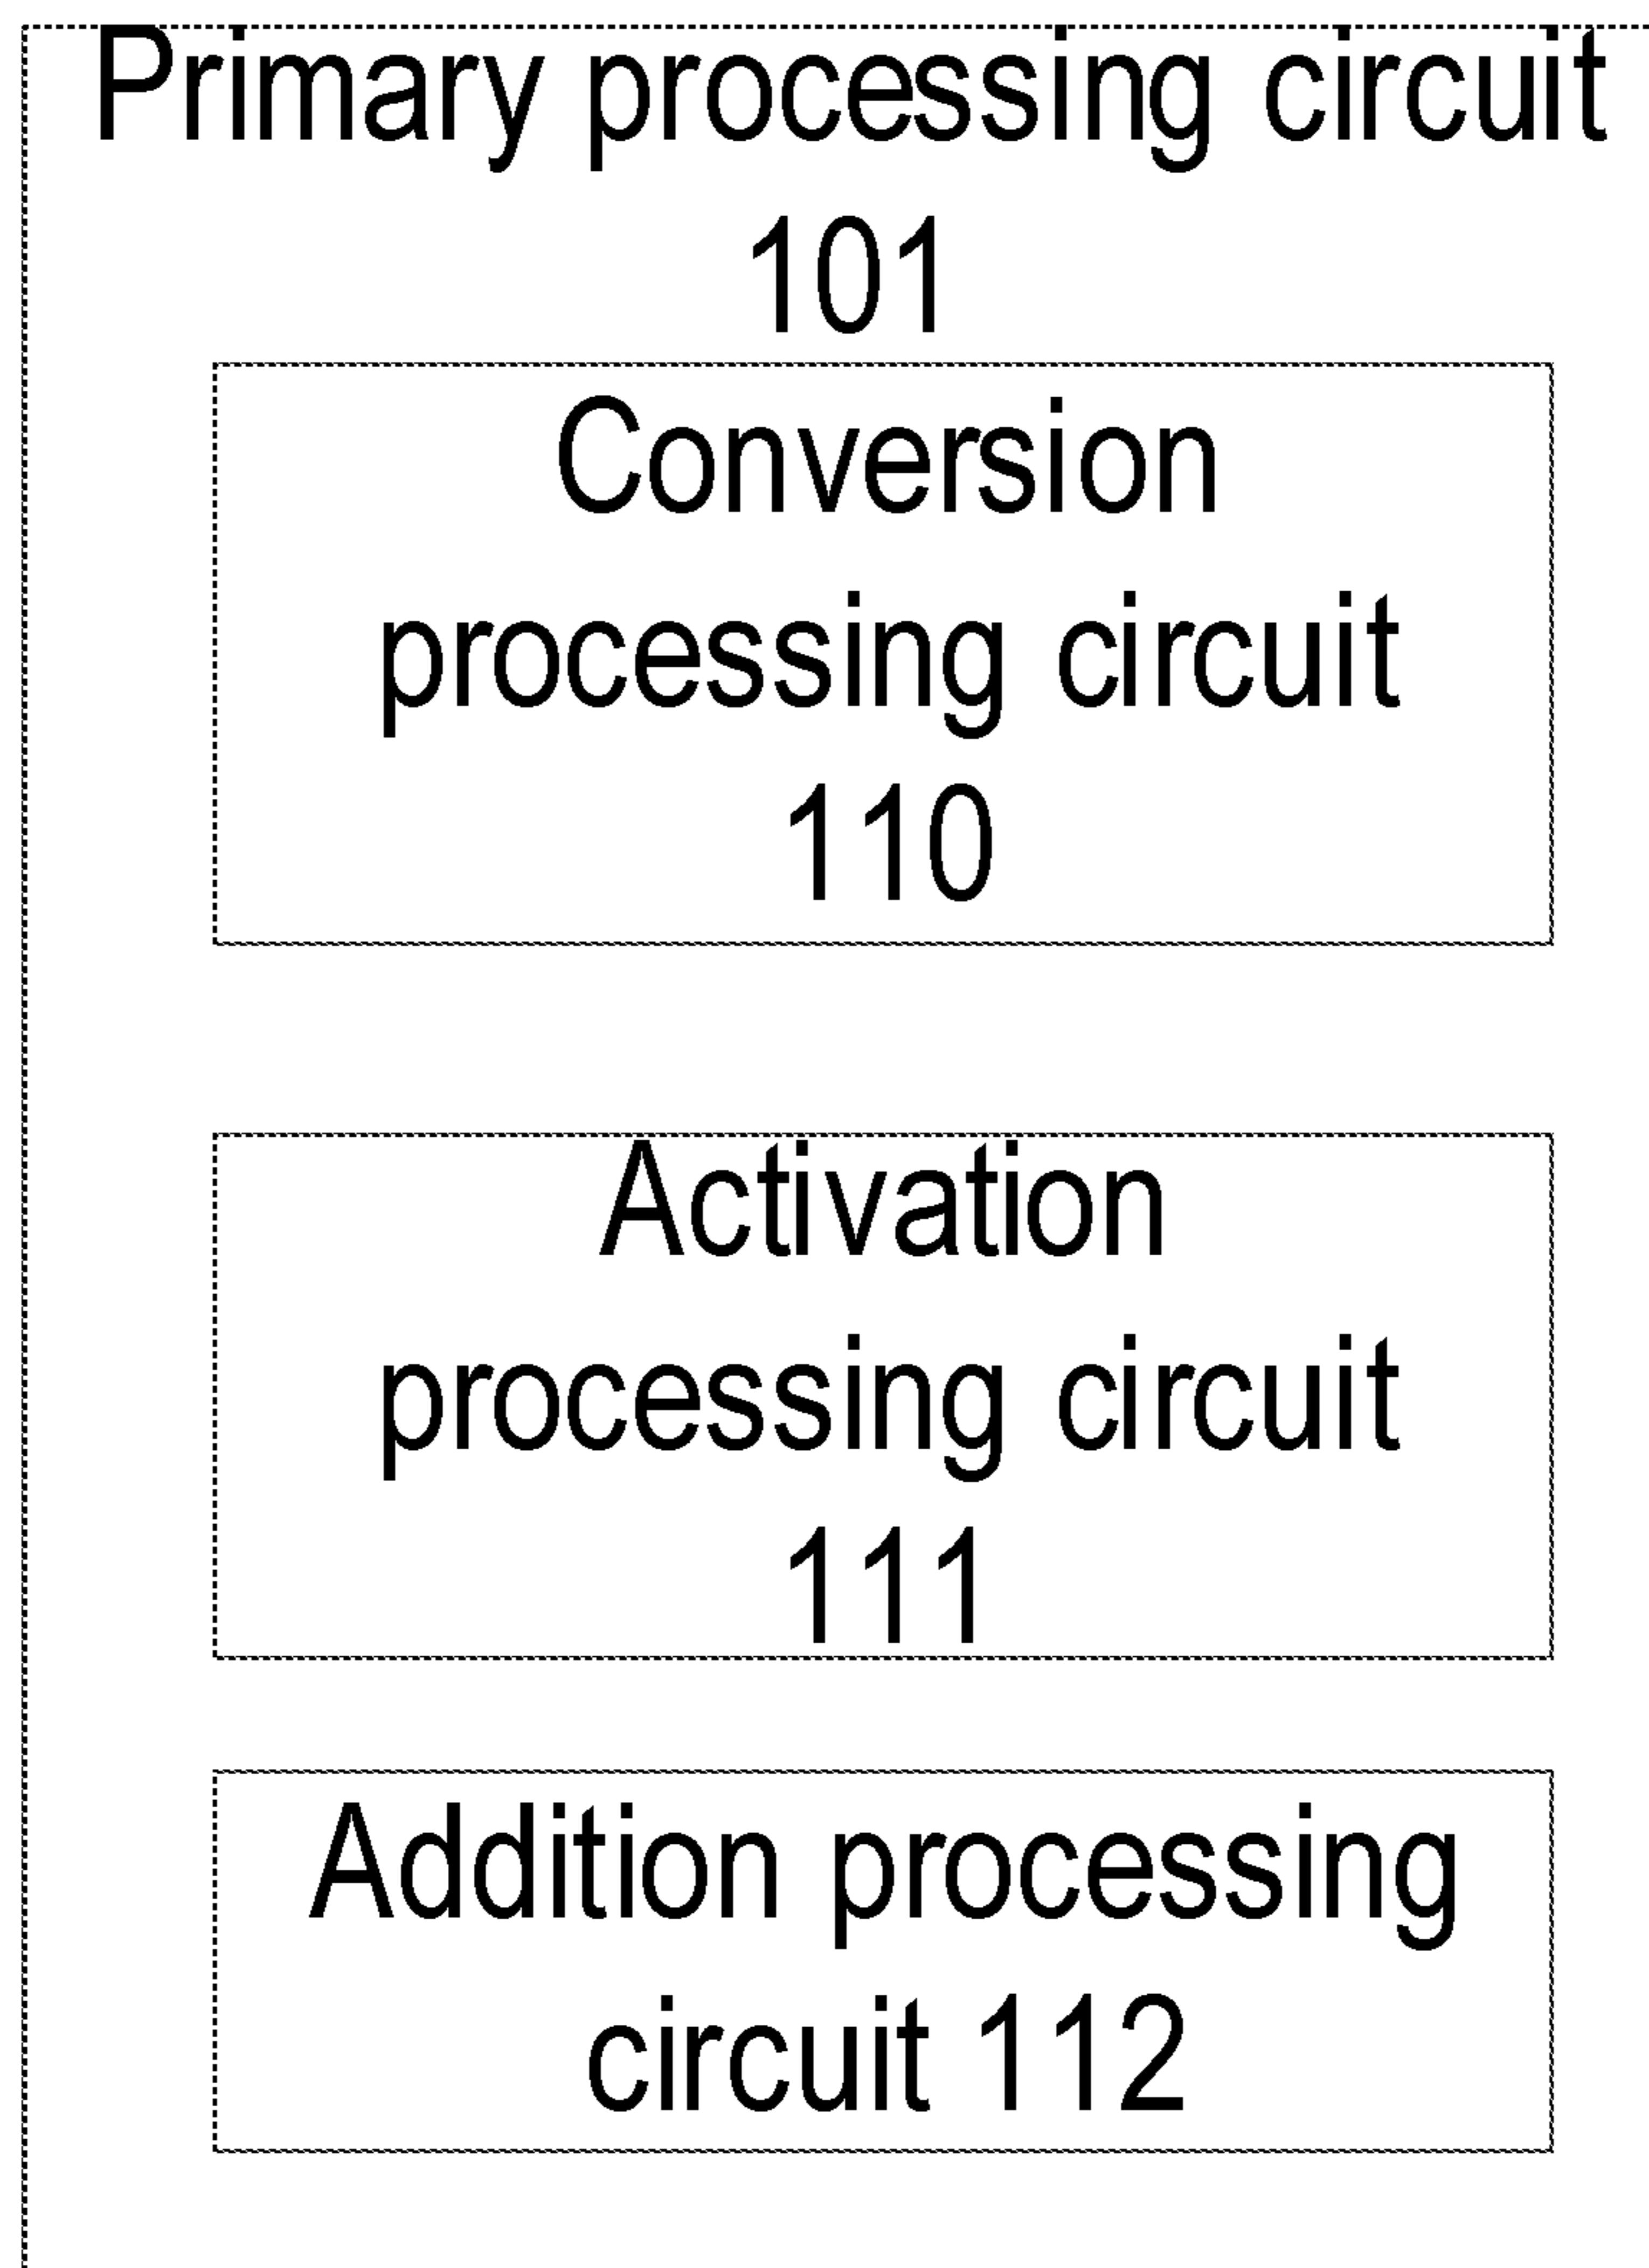 Primary processing circuit
101
Conversion
processing circuit
110
Activation
processing circuit
111
Addition processing
circuit 112